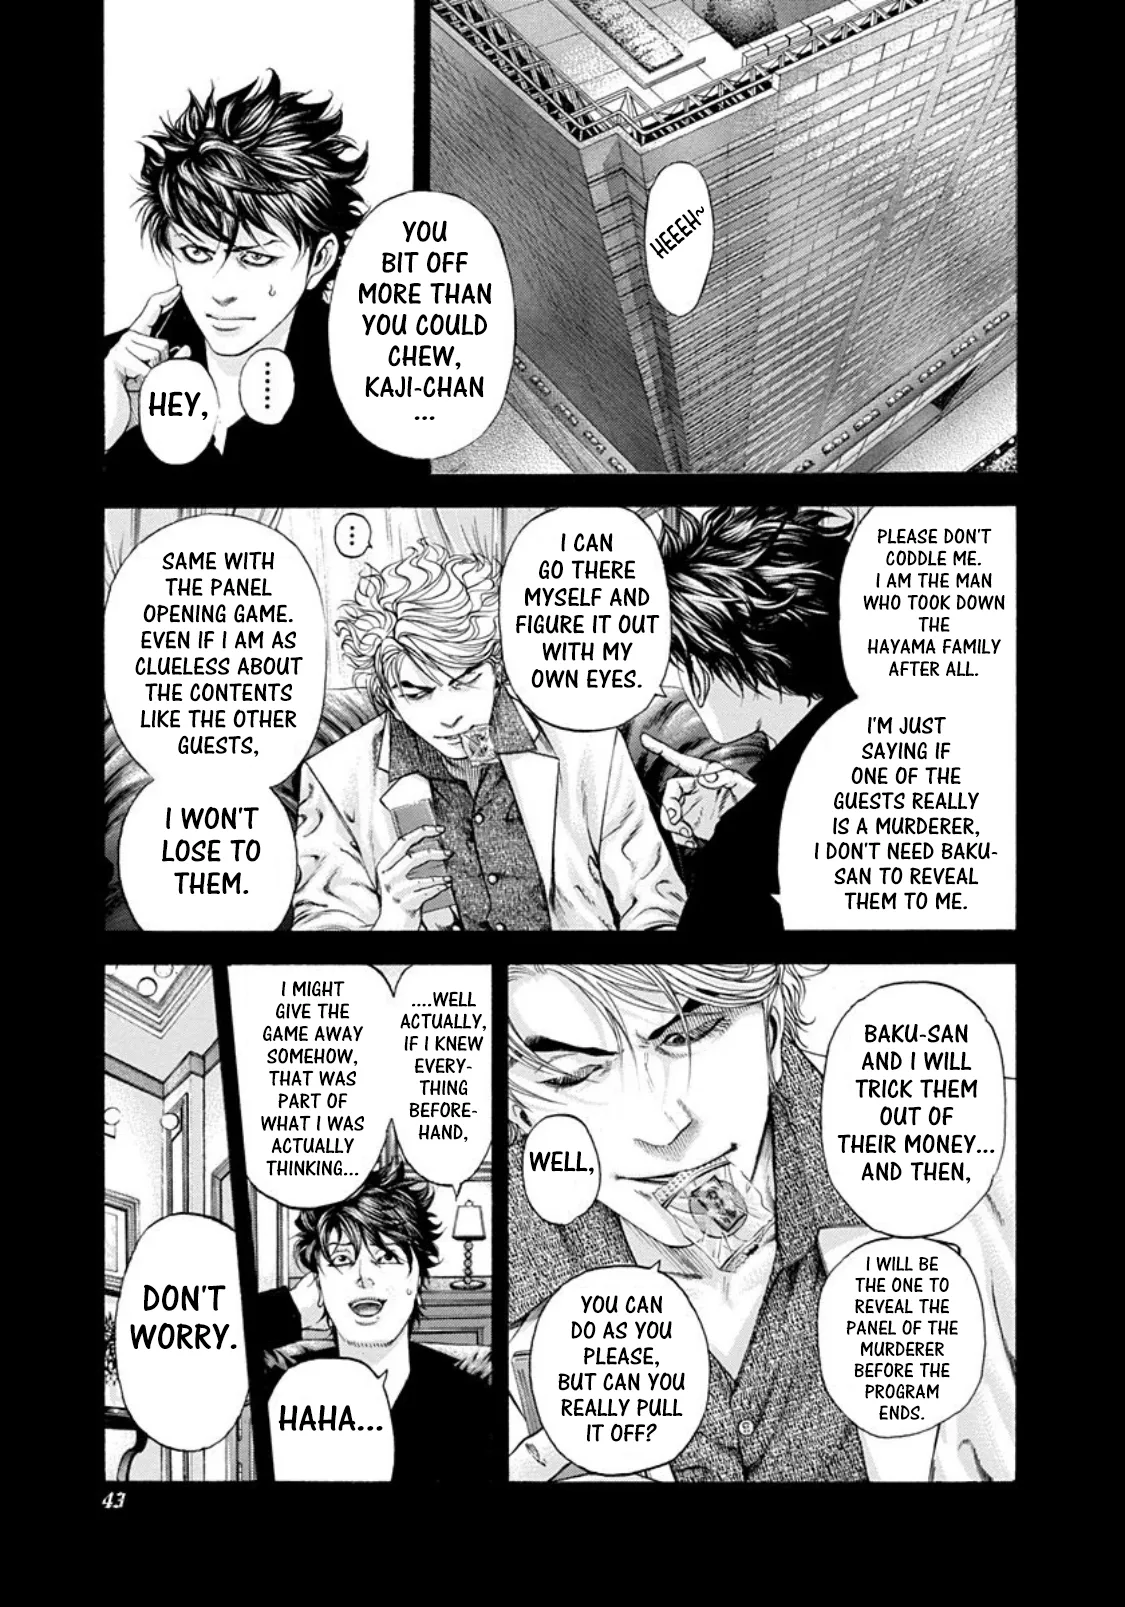 HEEEH~
YOU
BIT OFF
MORE THAN
YOU COULD
CHEW,
KAJI-CHAN
...
......
HEY,
PLEASE DON'T
CODDLE ME.
I AM THE MAN
WHO TOOK DOWN
THE
HAYAMA FAMILY
AFTER ALL.
I'M JUST
SAYING IF
ONE OF THE
GUESTS REALLY
IS A MURDERER,
I DON'T NEED BAKU-
SAN TO REVEAL
THEM TO ME.
I CAN
GO THERE
MYSELF AND
FIGURE IT OUT
WITH MY
OWN EYES.
...
SAME WITH
THE PANEL
OPENING GAME.
EVEN IF I AM AS
CLUELESS ABOUT
THE CONTENTS
LIKE THE OTHER
GUESTS,
I WON'T
LOSE TO
THEM.
BAKU-SAN
AND I WILL
TRICK THEM
OUT OF
THEIR MONEY...
AND THEN,
I WILL BE
THE ONE TO
REVEAL THE
PANEL OF THE
MURDERER
BEFORE THE
PROGRAM
ENDS.
WELL,
YOU CAN
DO AS YOU
PLEASE,
BUT CAN YOU
REALLY PULL
IT OFF?
....WELL
ACTUALLY,
IF I KNEW
EVERY-
THING
BEFORE-
HAND,
I MIGHT
GIVE THE
GAME AWAY
SOMEHOW,
THAT WAS
PART OF
WHAT I WAS
ACTUALLY
THINKING...
HAHA...
DON'T
WORRY.
43